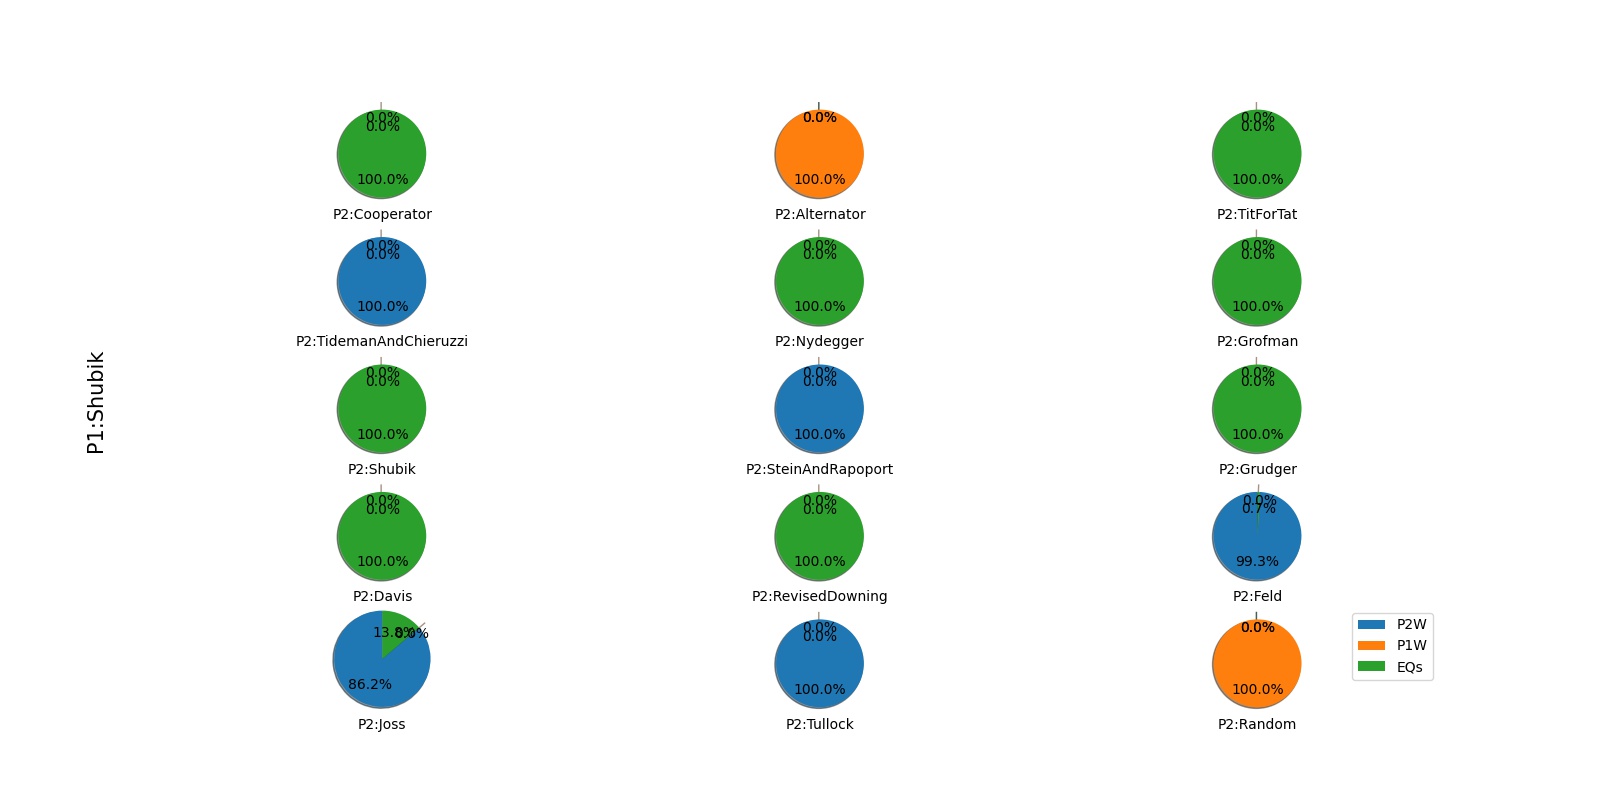 0.0%
0.0%
100.0%
P2:Cooperator
0.0%
0.0%
100.0%
P2:Alternator
0.0%
0.0%
100.0%
P2:TitForTat
0.0%
0.0%
100.0%
P2:TidemanAndChieruzzi
0.0%
0.0%
100.0%
P2:Nydegger
0.0%
0.0%
100.0%
P2:Grofman
P1:Shubik
0.0%
0.0%
100.0%
P2:Shubik
0.0%
0.0%
100.0%
P2:SteinAndRapoport
0.0%
0.0%
100.0%
P2:Grudger
0.0%
0.0%
100.0%
P2:Davis
0.0%
0.0%
100.0%
P2:RevisedDowning
0.0%
0.7%
99.3%
P2:Feld
13.8%
0.0%
86.2%
P2:Joss
0.0%
0.0%
100.0%
P2:Tullock
0.0%
0.0%
100.0%
P2:Random
P2W
P1W
EQs